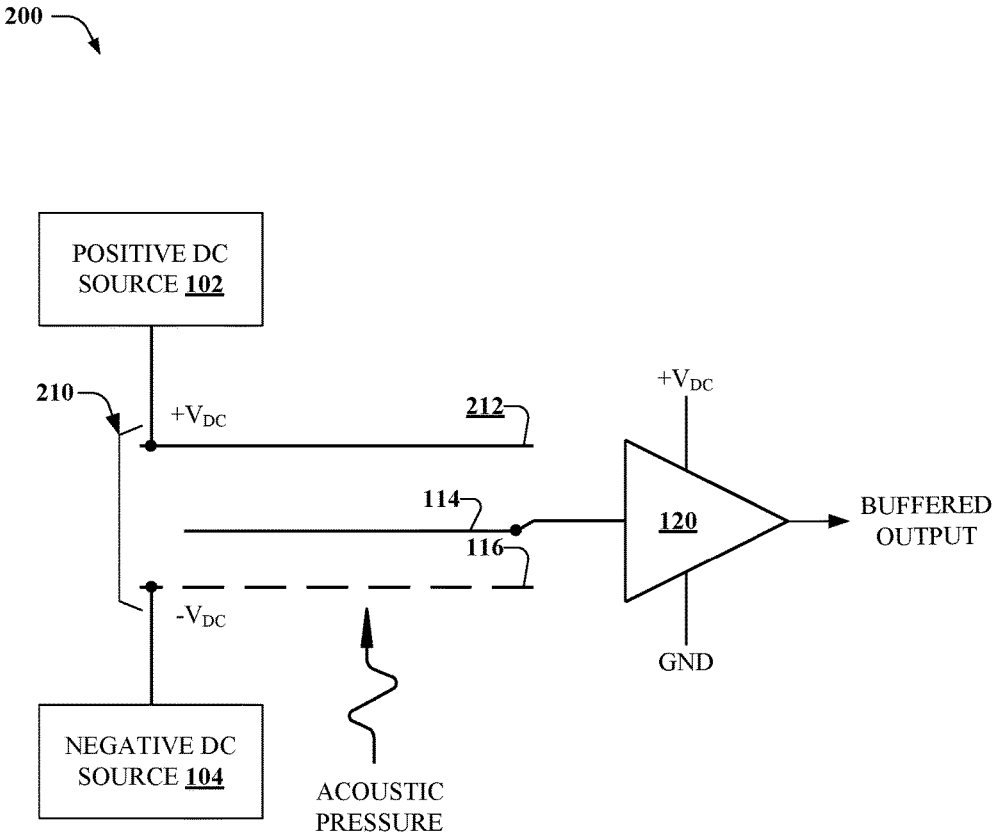 200
POSITIVE DC
SOURCE 102
210
+VDC
212
+VDC
114
120
BUFFERED
OUTPUT
116
-VDC
GND
NEGATIVE DC
SOURCE 104
ACOUSTIC
PRESSURE